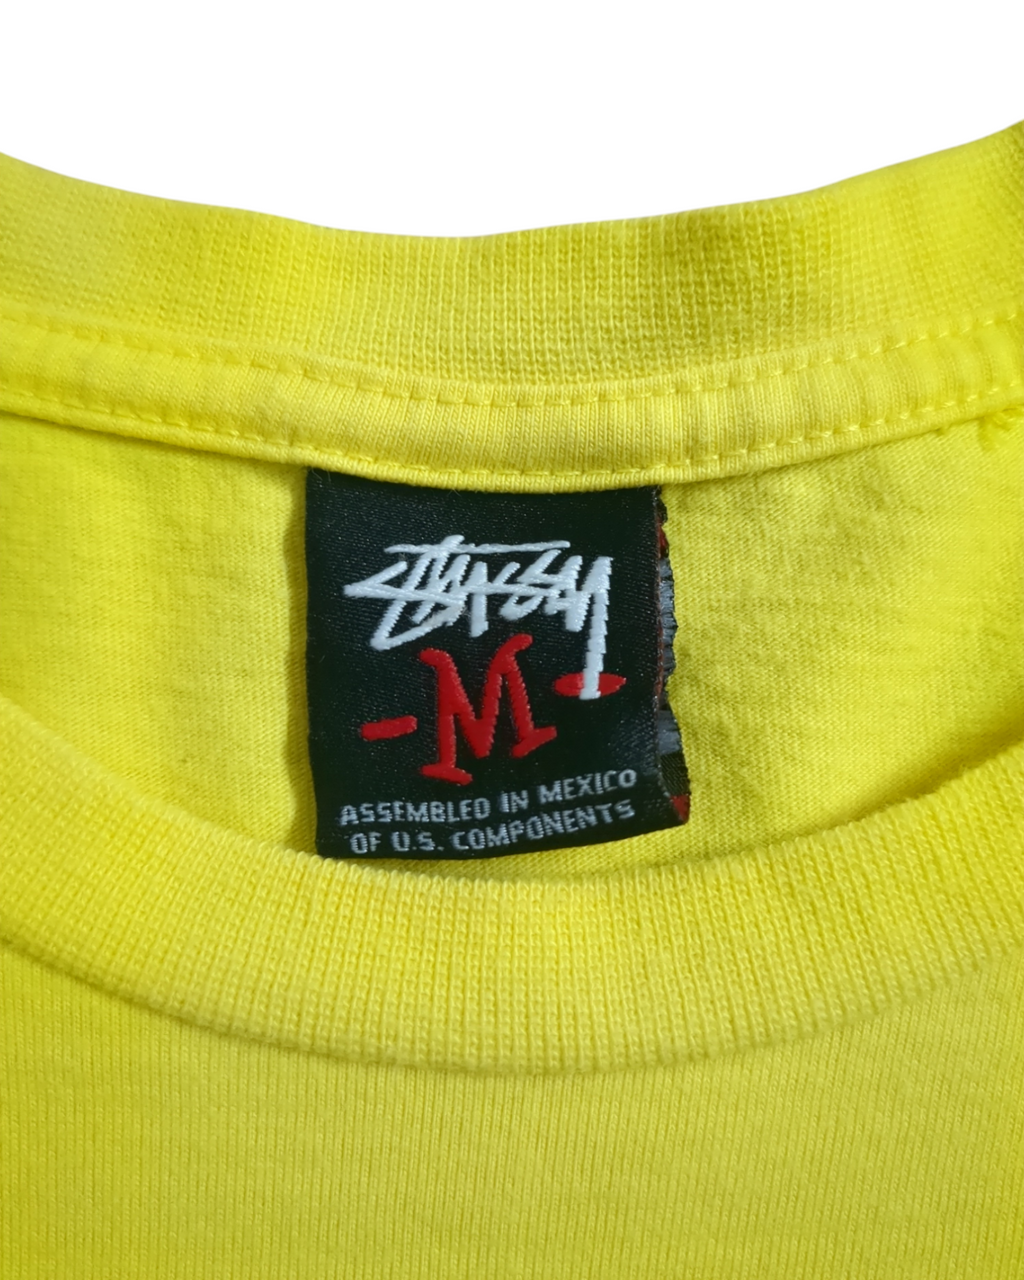 STÜSSY
-M-
ASSEMBLED IN MEXICO
OF U.S. COMPONENTS